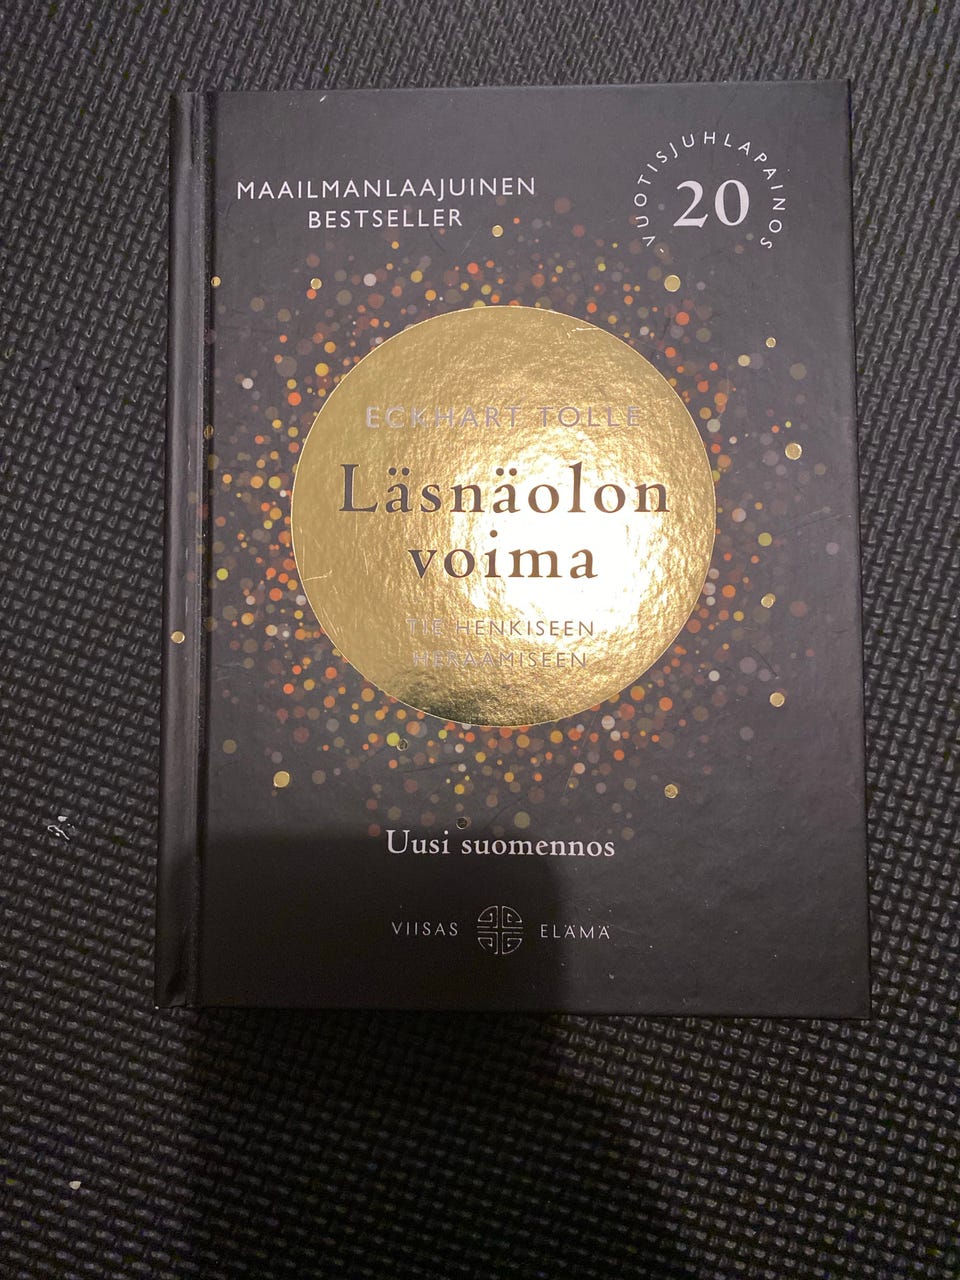 MAAILMANLAAJUINEN
BESTSELLER
20
-VUOTISJUHLAPAINOS
ECKHART TOLLE
Läsnäolon
voima
TIE HENKISEEN
HERÄÄMISEEN
Uusi suomennos
VIISAS ELÄMÄ